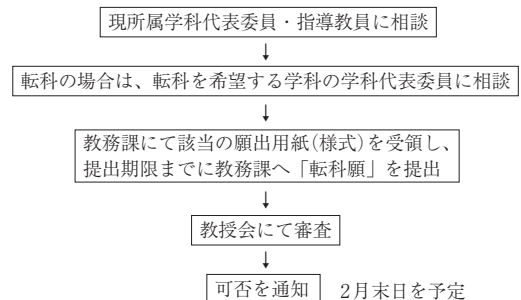 現所属学科代表委員・指導教員に相談
↓
転科の場合は、転科を希望する学科の学科代表委員に相談
↓
教務課にて該当の願出用紙(様式)を受領し、
提出期限までに教務課へ「転科願」を提出
↓
教授会にて審査
↓
可否を通知 2月末日を予定